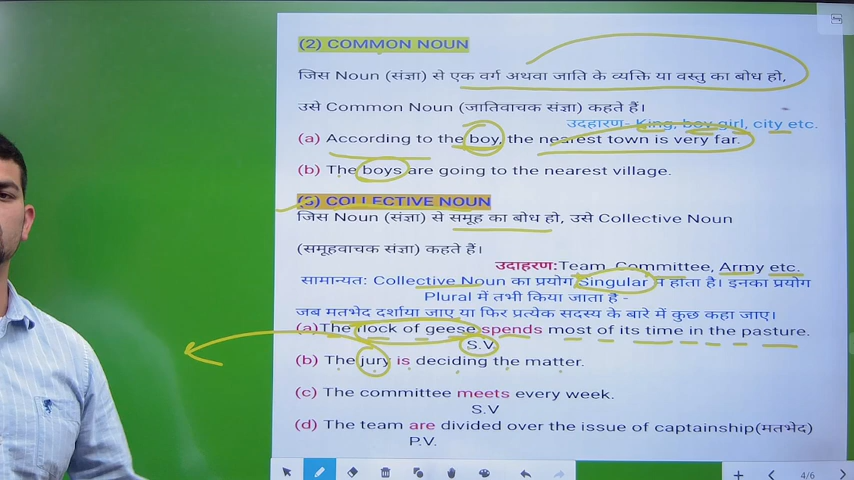 (2) COMMON NOUN
जिस Noun (संज्ञा) से एक वर्ग अथवा जाति के व्यक्ति या वस्तु का बोध हो,
उसे Common Noun (जातिवाचक संज्ञा) कहते हैं।
उदहारण- King, boy girl, city etc.
(a) According to the boy, the nearest town is very far.
(b) The boys are going to the nearest village.
(3) COLLECTIVE NOUN
जिस Noun (संज्ञा) से समूह का बोध हो, उसे Collective Noun
(समूहवाचक संज्ञा) कहते हैं।
उदाहरण:Team, Committee, Army etc.
सामान्यत: Collective Noun का प्रयोग Singular म होता है। इनका प्रयोग
Plural में तभी किया जाता है -
जब मतभेद दर्शाया जाए या फिर प्रत्येक सदस्य के बारे में कुछ कहा जाए।
(a)The flock of geese spends most of its time in the pasture.
S.V.
(b) The jury is deciding the matter.
(c) The committee meets every week.
S.V
(d) The team are divided over the issue of captainship(मतभेद)
P.V.
4/6